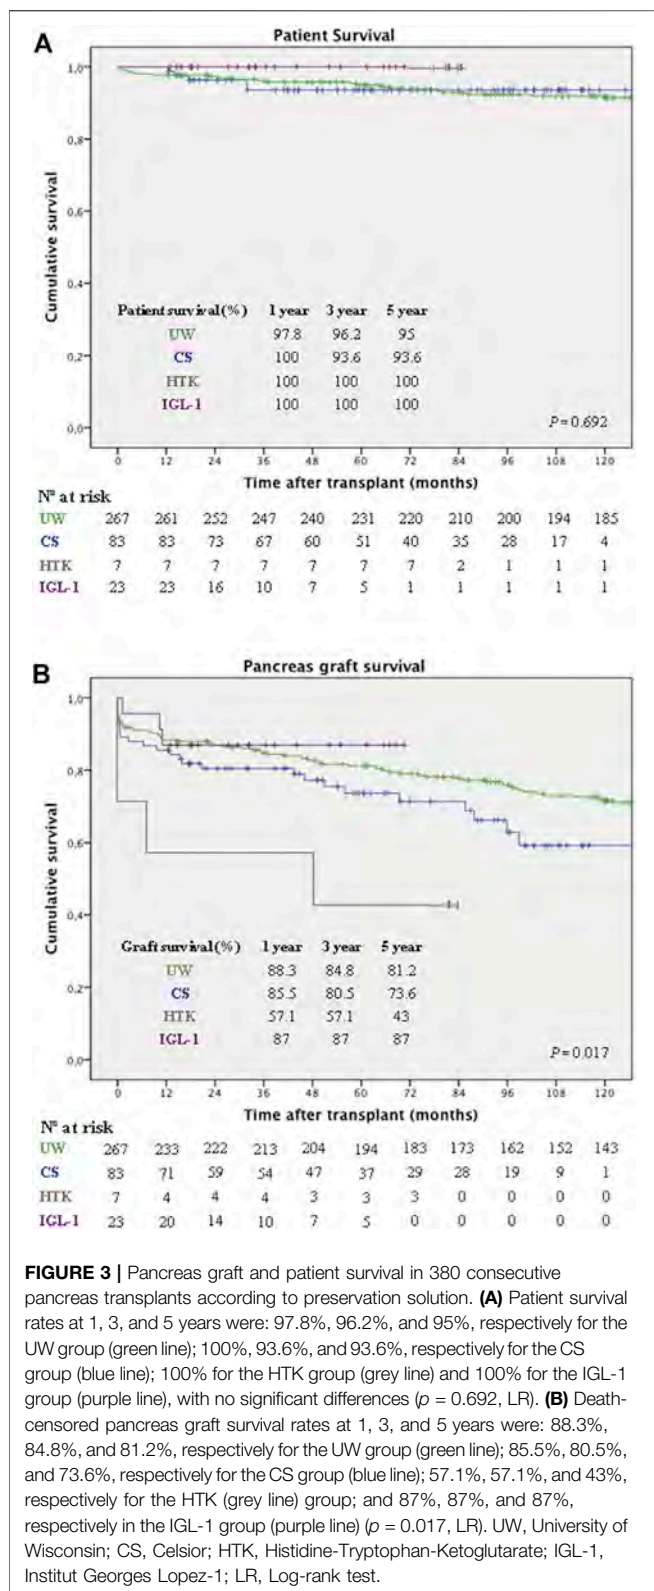 A
Patient Survival
1,0
0,8
0,6
0,4
0,2
0,0
Cumulative survival
Patient survival (%) 1 year 3 year 5 year
UW 97.8 96.2 95
CS 100 93.6 93.6
HTK 100 100 100
IGL-1 100 100 100
P=0.692
0 12 24 36 48 60 72 84 96 108 120
Time after transplant (months)
Nº at risk
UW 267 261 252 247 240 231 220 210 200 194 185
CS 83 83 73 67 60 51 40 35 28 17 4
HTK 7 7 7 7 7 7 7 2 1 1 1
IGL-1 23 23 16 10 7 5 1 1 1 1 1
B
Pancreas graft survival
1,0
0,8
0,6
0,4
0,2
0,0
Cumulative survival
Graft survival (%) 1 year 3 year 5 year
UW 88.3 84.8 81.2
CS 85.5 80.5 73.6
HTK 57.1 57.1 43
IGL-1 87 87 87
P=0.017
0 12 24 36 48 60 72 84 96 108 120
Time after transplant (months)
Nº at risk
UW 267 233 222 213 204 194 183 173 162 152 143
CS 83 71 59 54 47 37 29 28 19 9 1
HTK 7 4 4 4 3 3 3 0 0 0 0
IGL-1 23 20 14 10 7 5 0 0 0 0 0
FIGURE 3 | Pancreas graft and patient survival in 380 consecutive
pancreas transplants according to preservation solution. (A) Patient survival
rates at 1, 3, and 5 years were: 97.8%, 96.2%, and 95%, respectively for the
UW group (green line); 100%, 93.6%, and 93.6%, respectively for the CS
group (blue line); 100% for the HTK group (grey line) and 100% for the IGL-1
group (purple line), with no significant differences (p = 0.692, LR). (B) Death-
censored pancreas graft survival rates at 1, 3, and 5 years were: 88.3%,
84.8%, and 81.2%, respectively for the UW group (green line); 85.5%, 80.5%,
and 73.6%, respectively for the CS group (blue line); 57.1%, 57.1%, and 43%,
respectively for the HTK (grey line) group; and 87%, 87%, and 87%,
respectively in the IGL-1 group (purple line) (p = 0.017, LR). UW, University of
Wisconsin; CS, Celsior; HTK, Histidine-Tryptophan-Ketoglutarate; IGL-1,
Institut Georges Lopez-1; LR, Log-rank test.